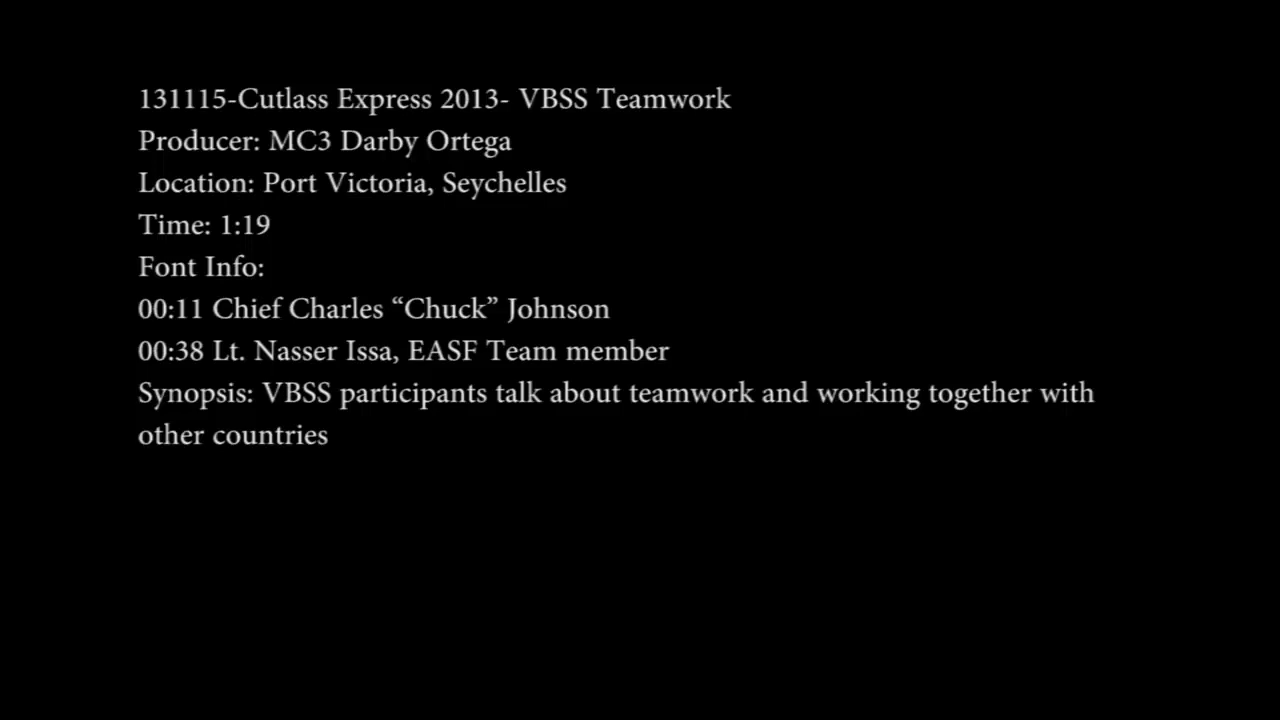 131115-Cutlass Express 2013- VBSS Teamwork
Producer: MC3 Darby Ortega
Location: Port Victoria, Seychelles
Time: 1:19
Font Info:
00:11 Chief Charles “Chuck” Johnson
00:38 Lt. Nasser Issa, EASF Team member
Synopsis: VBSS participants talk about teamwork and working together with
other countries